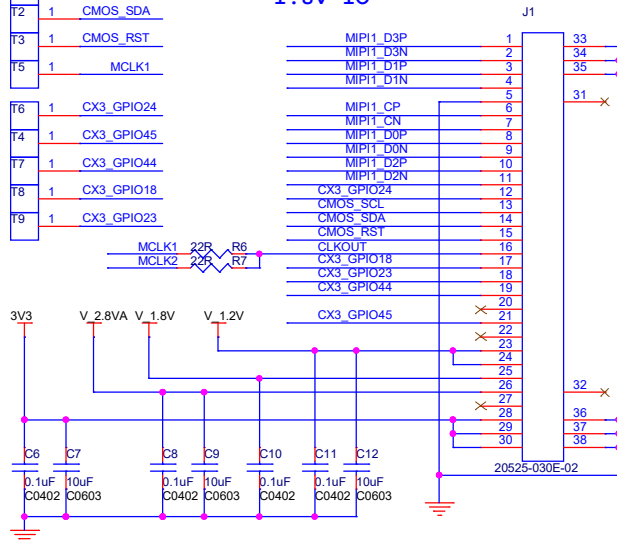 1.8V IO
T2 1 CMOS_SDA
T3 1 CMOS_RST
T5 1 MCLK1
T6 1 CX3_GPIO24
T4 1 CX3_GPIO45
T7 1 CX3_GPIO44
T8 1 CX3_GPIO18
T9 1 CX3_GPIO23
J1
MIPI1_D3P 1 33
MIPI1_D3N 2 34
MIPI1_D1P 3 35
MIPI1_D1N 4
5 31
MIPI1_CP 6
MIPI1_CN 7
MIPI1_D0P 8
MIPI1_D0N 9
MIPI1_D2P 10
MIPI1_D2N 11
CX3_GPIO24 12
CMOS_SCL 13
CMOS_SDA 14
CMOS_RST 15
MCLK1 22R R6 CLKOUT 16
MCLK2 22R R7 CX3_GPIO18 17
CX3_GPIO23 18
CX3_GPIO44 19
20
CX3_GPIO45 21
22
23
24
25
26 32
27
28 36
29 37
30 38
20525-030E-02
3V3 V_2.8VA V_1.8V V_1.2V
C6 C7 C8 C9 C10 C11 C12
0.1uF 10uF 0.1uF 10uF 0.1uF 0.1uF 10uF
C0402 C0603 C0402 C0603 C0402 C0402 C0603